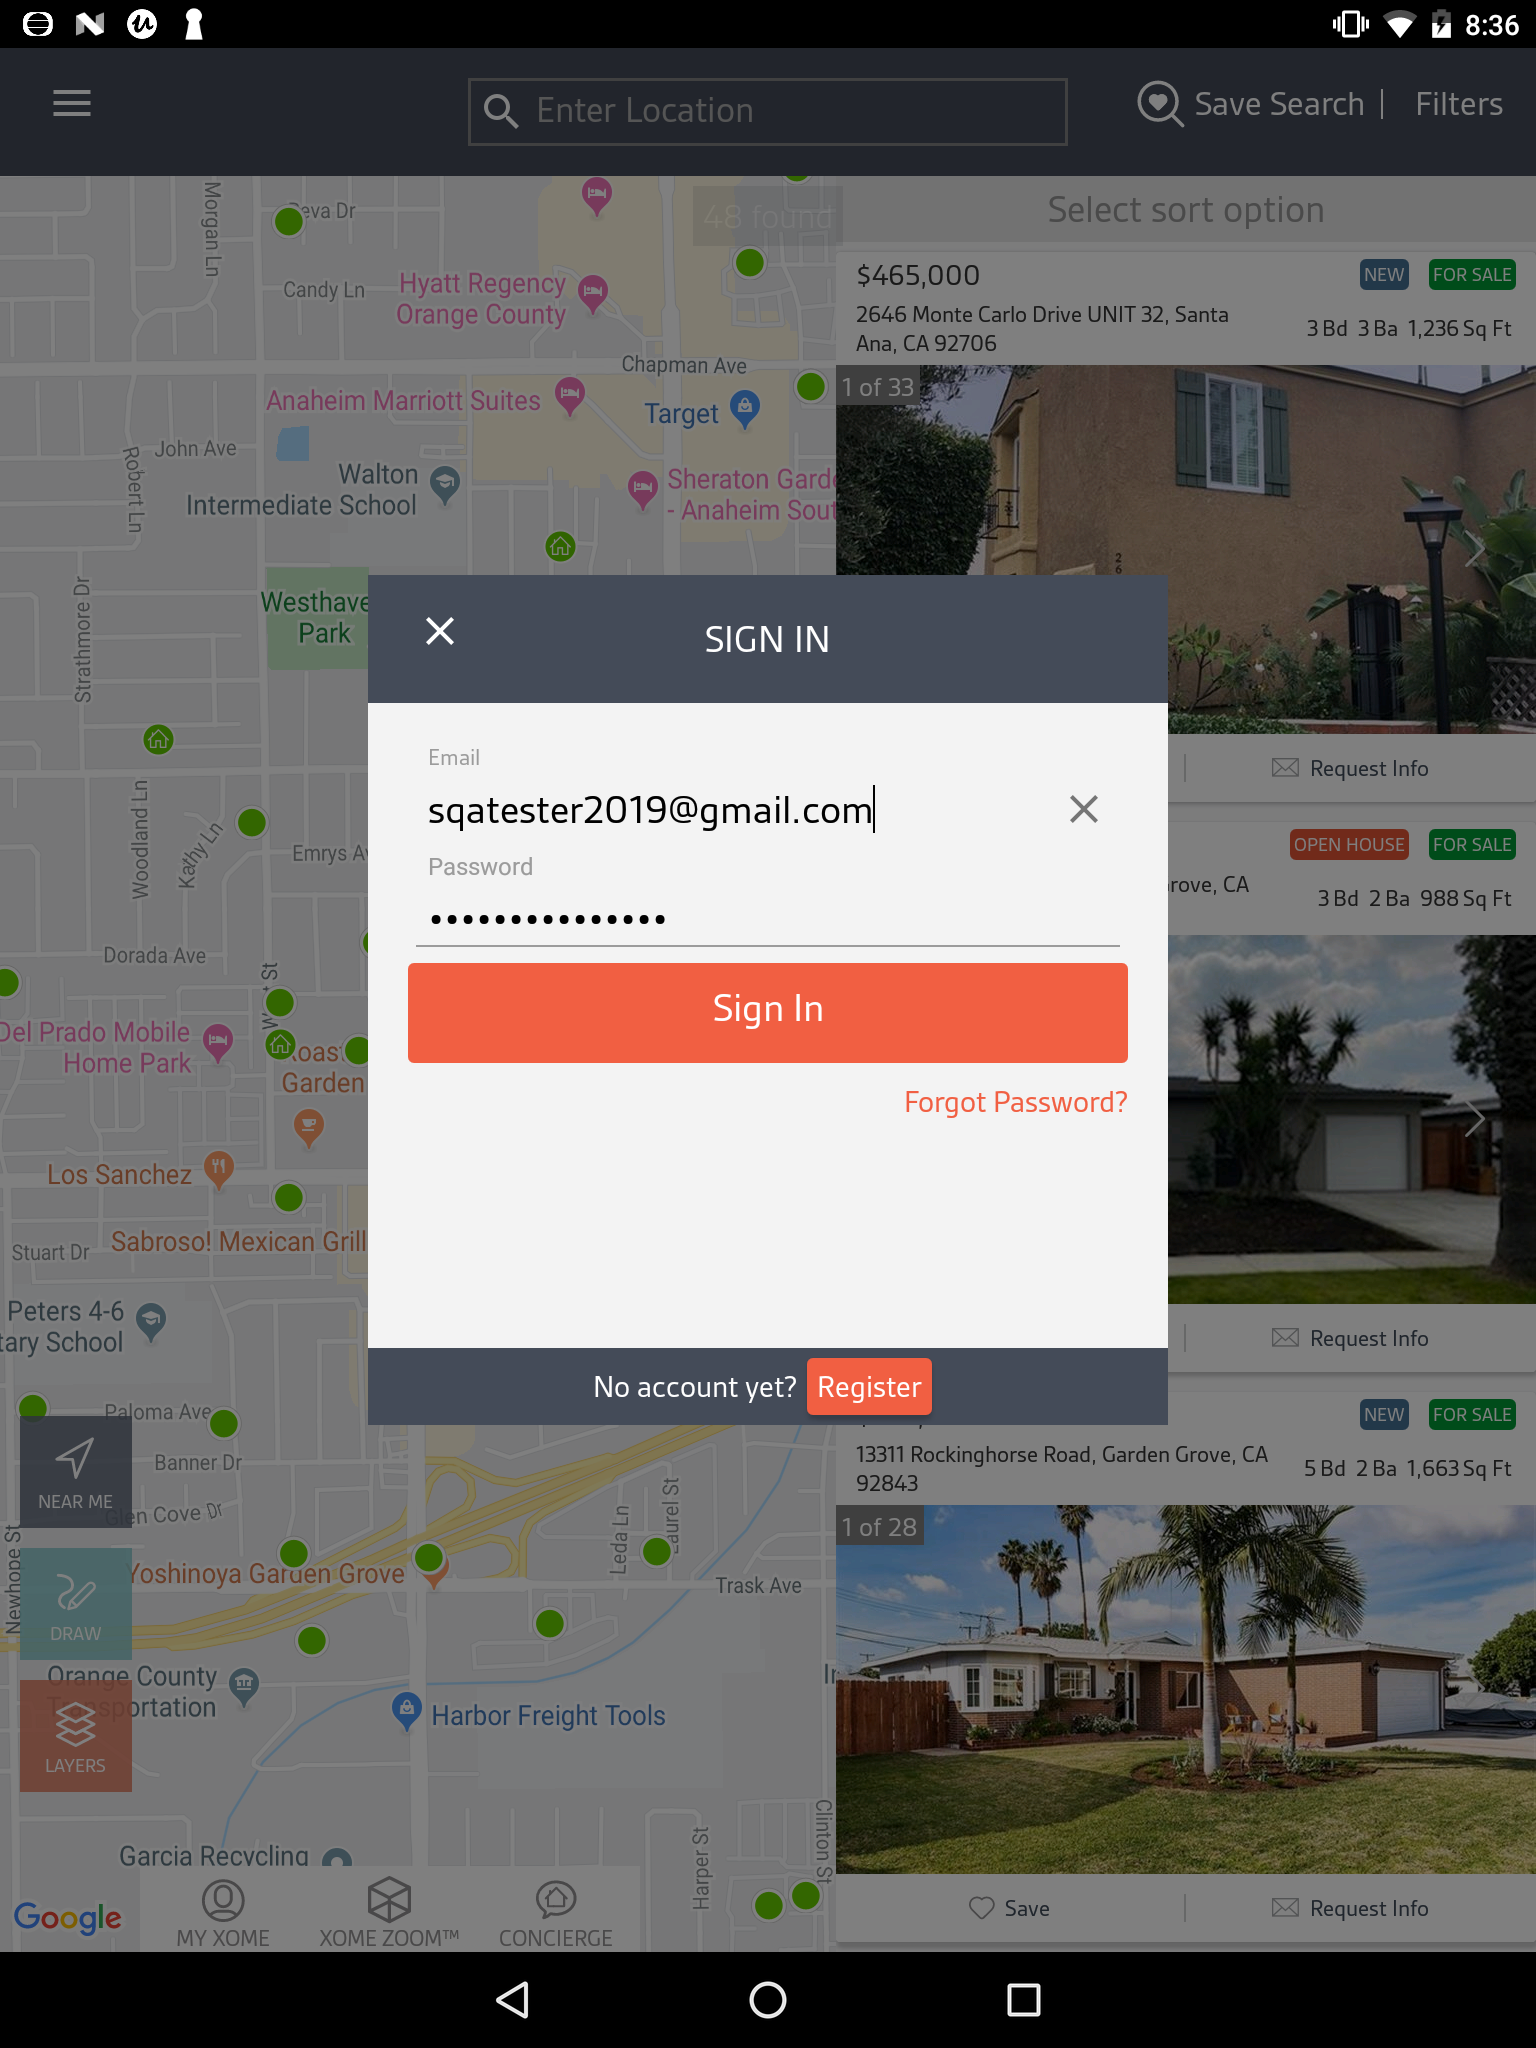 8:36
Enter Location
Save Search
Filters
48 found
Select sort option
$465,000
NEW
FOR SALE
2646 Monte Carlo Drive UNIT 32, Santa
Ana, CA 92706
3 Bd 3 Ba 1,236 Sq Ft
1 of 33
Request Info
OPEN HOUSE
FOR SALE
3 Bd 2 Ba 988 Sq Ft
Request Info
NEW
FOR SALE
13311 Rockinghorse Road, Garden Grove, CA
92843
5 Bd 2 Ba 1,663 Sq Ft
1 of 28
Save
Request Info
SIGN IN
Email
sqatester2019@gmail.com
Password
Sign In
Forgot Password?
No account yet?
Register
Morgan Ln
Candy Ln
Hyatt Regency
Orange County
Chapman Ave
Anaheim Marriott Suites
Target
John Ave
Robert Ln
Walton
Intermediate School
Sheraton Garde
- Anaheim Sout
Westhave
Park
Strathmore Dr
Woodland Ln
Kathy Ln
Emrys Av
Dorada Ave
Del Prado Mobile
Home Park
Garden
Los Sanchez
Sabroso! Mexican Grill
Stuart Dr
Peters 4-6
tary School
Paloma Ave
Banner Dr
Glen Cove Dr
NEAR ME
Newhope St
Yoshinoya Garden Grove
Leda Ln
Laurel St
Trask Ave
DRAW
Orange County
Transportation
LAYERS
Harbor Freight Tools
Garcia Recycling
Harper St
Clinton St
Google
MY XOME
XOME ZOOM™
CONCIERGE